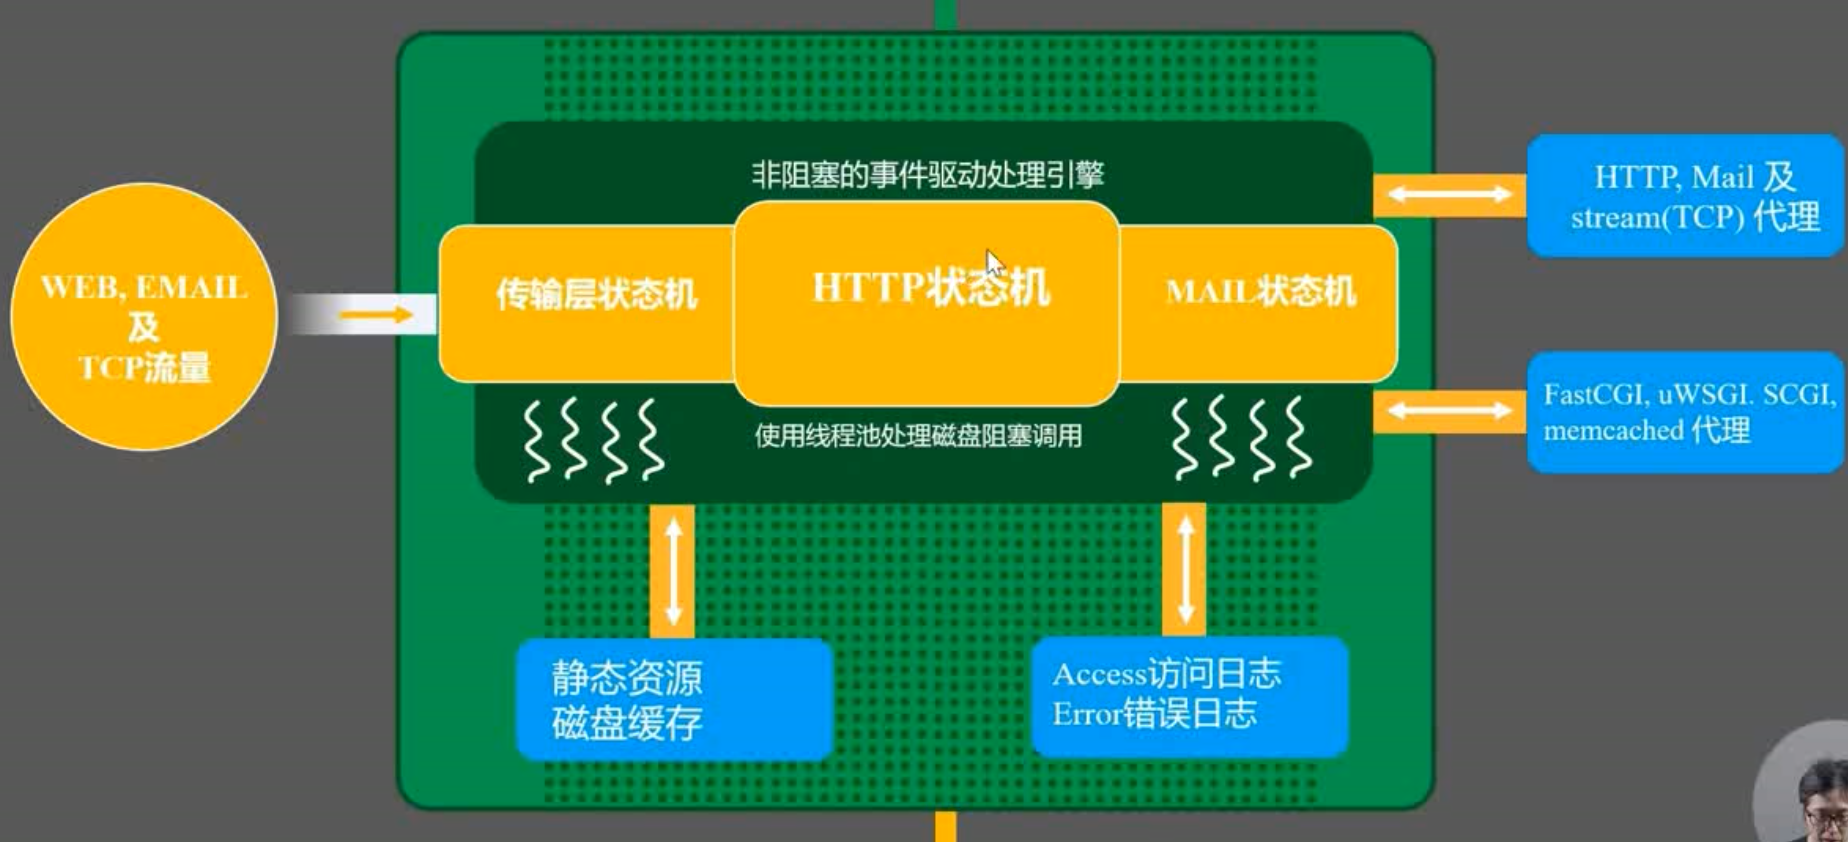 非阻塞的事件驱动处理引擎
WEB, EMAIL
及
TCP流量
传输层状态机
HTTP状态机
MAIL状态机
使用线程池处理磁盘阻塞调用
HTTP, Mail 及
stream(TCP) 代理
FastCGI, uWSGI. SCGI,
memcached 代理
静态资源
磁盘缓存
Access访问日志
Error错误日志